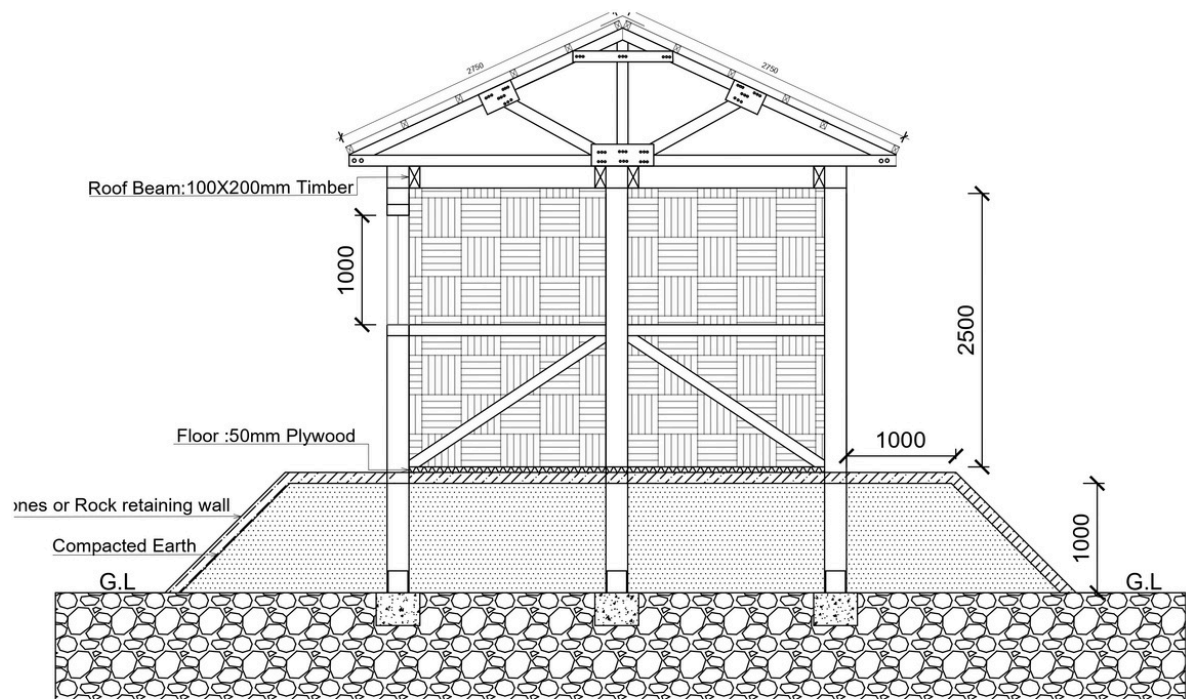 2750
2750
Roof Beam:100X200mm Timber
1000
2500
Floor :50mm Plywood
1000
ones or Rock retaining wall
1000
Compacted Earth
G.L
G.L